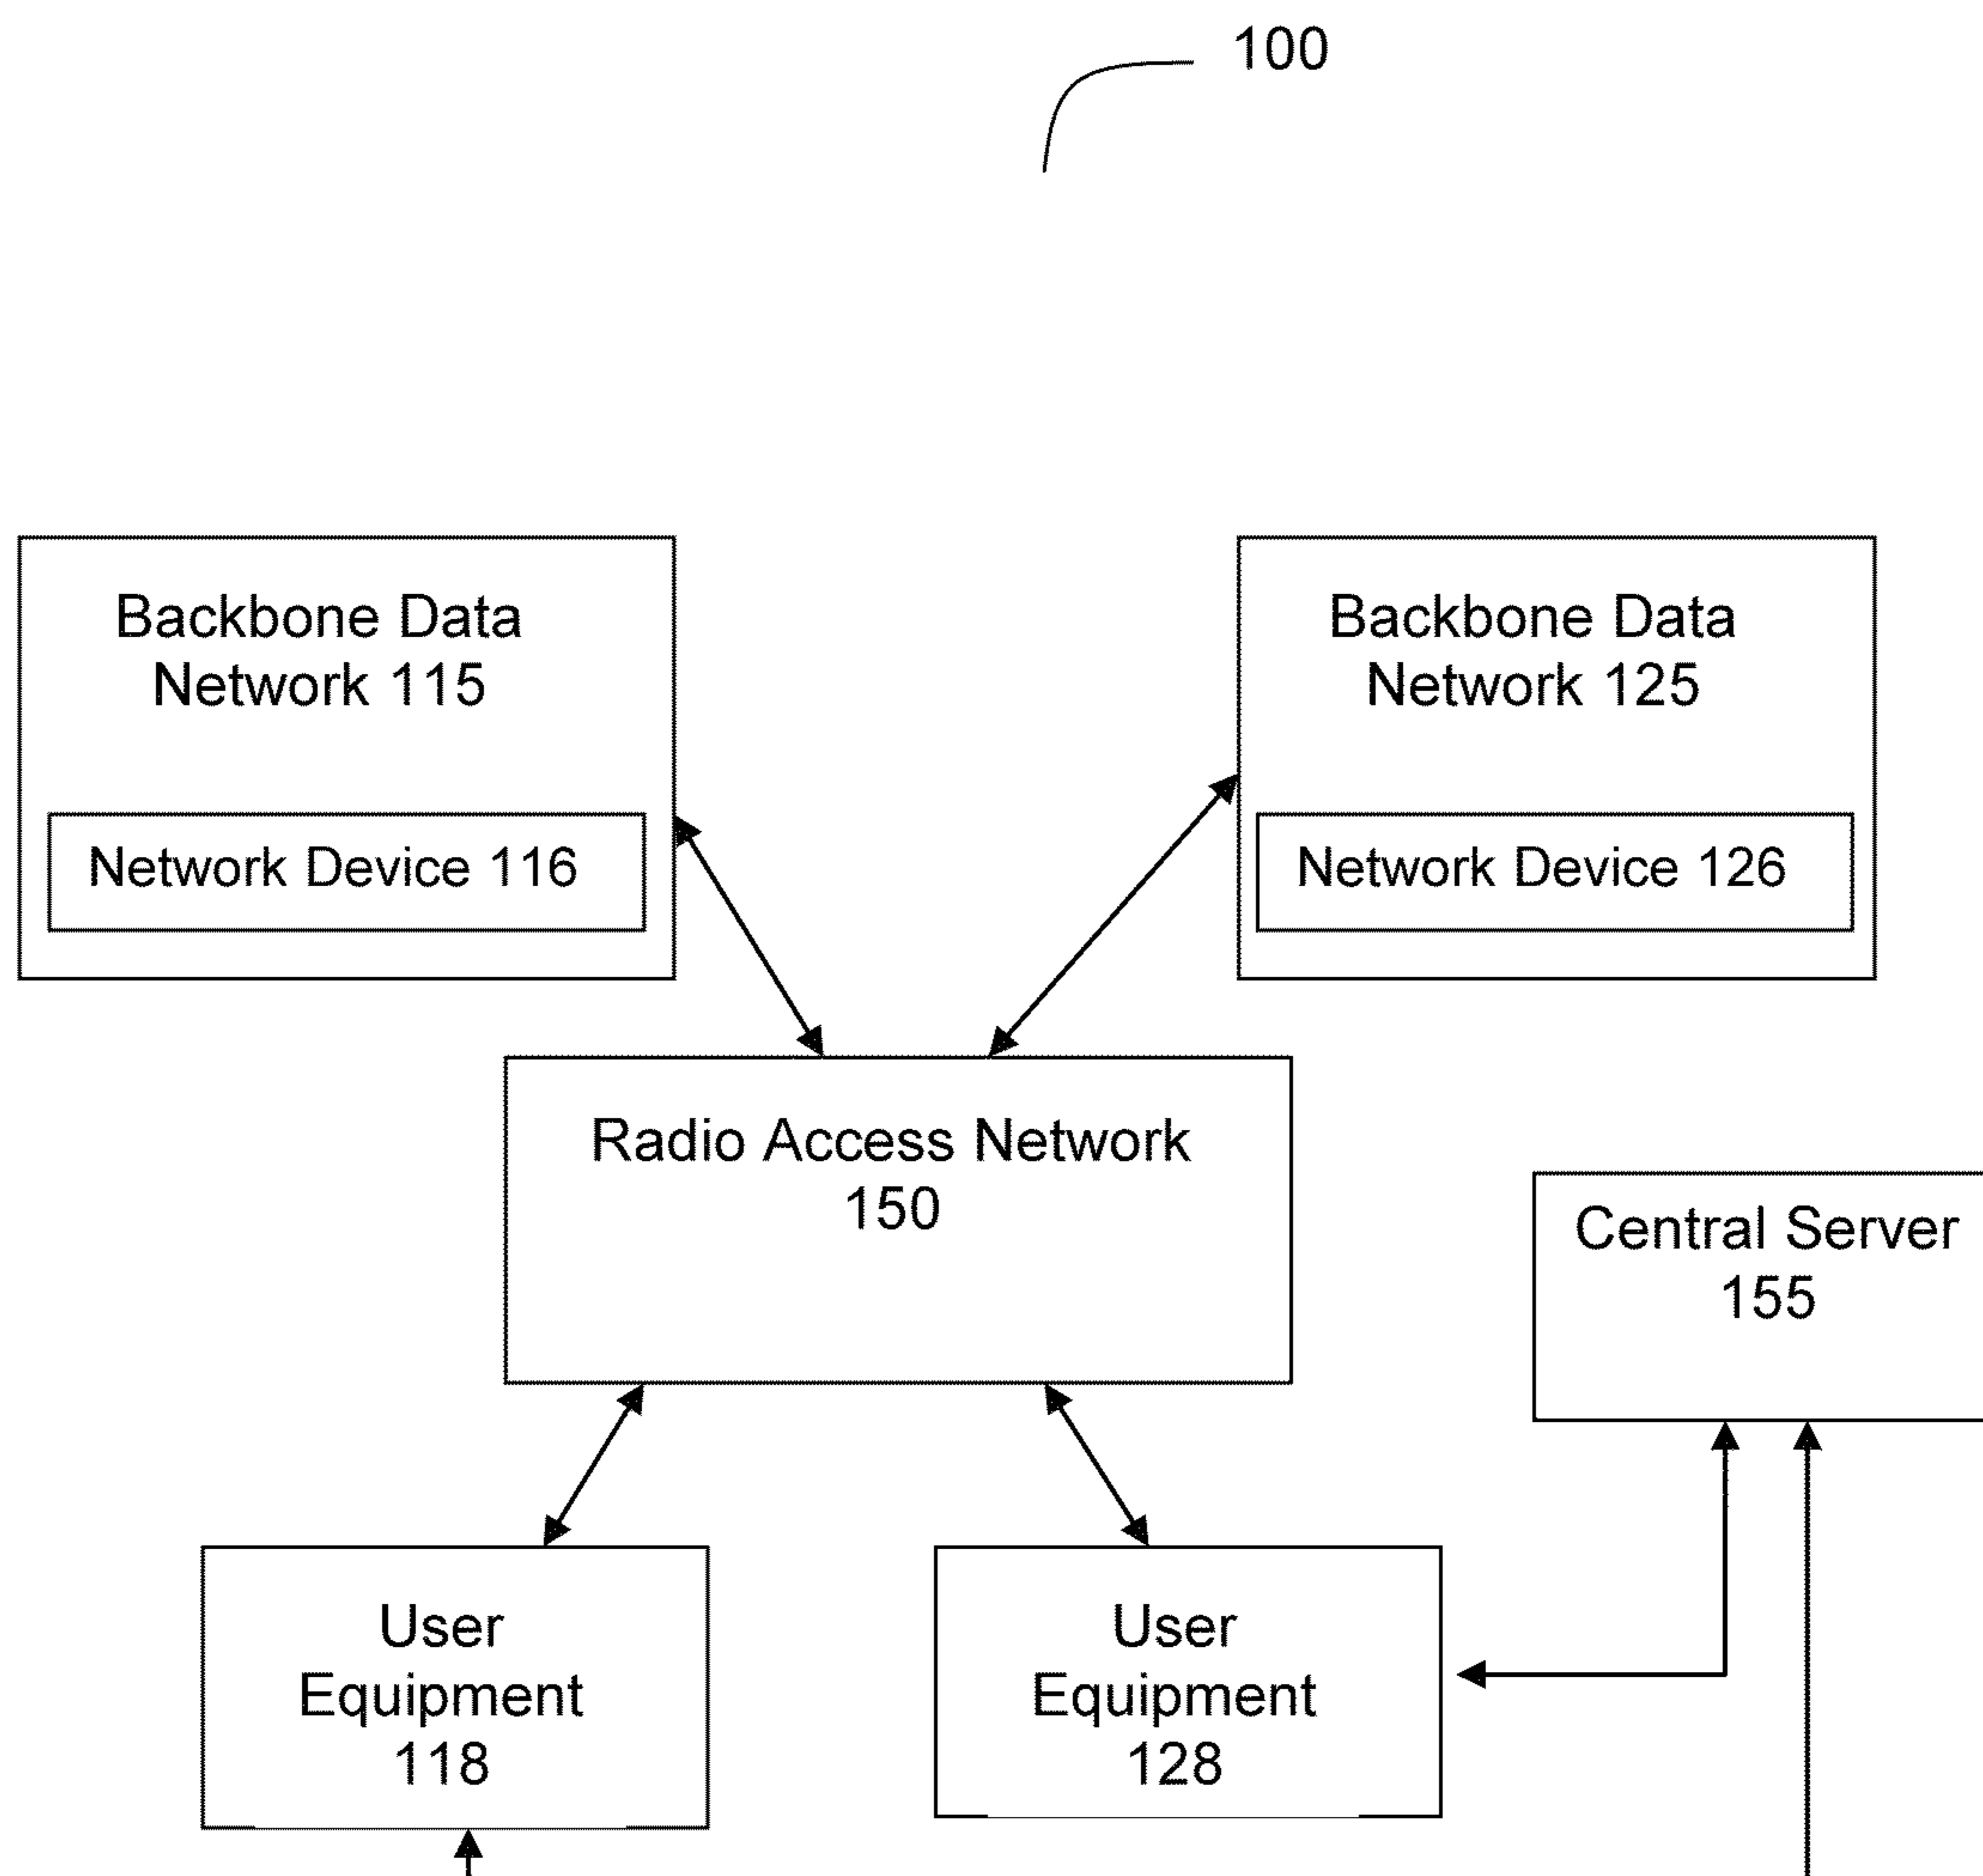 100
Backbone Data
Network 115
Network Device 116
Backbone Data
Network 125
Network Device 126
Radio Access Network
150
Central Server
155
User
Equipment
118
User
Equipment
128